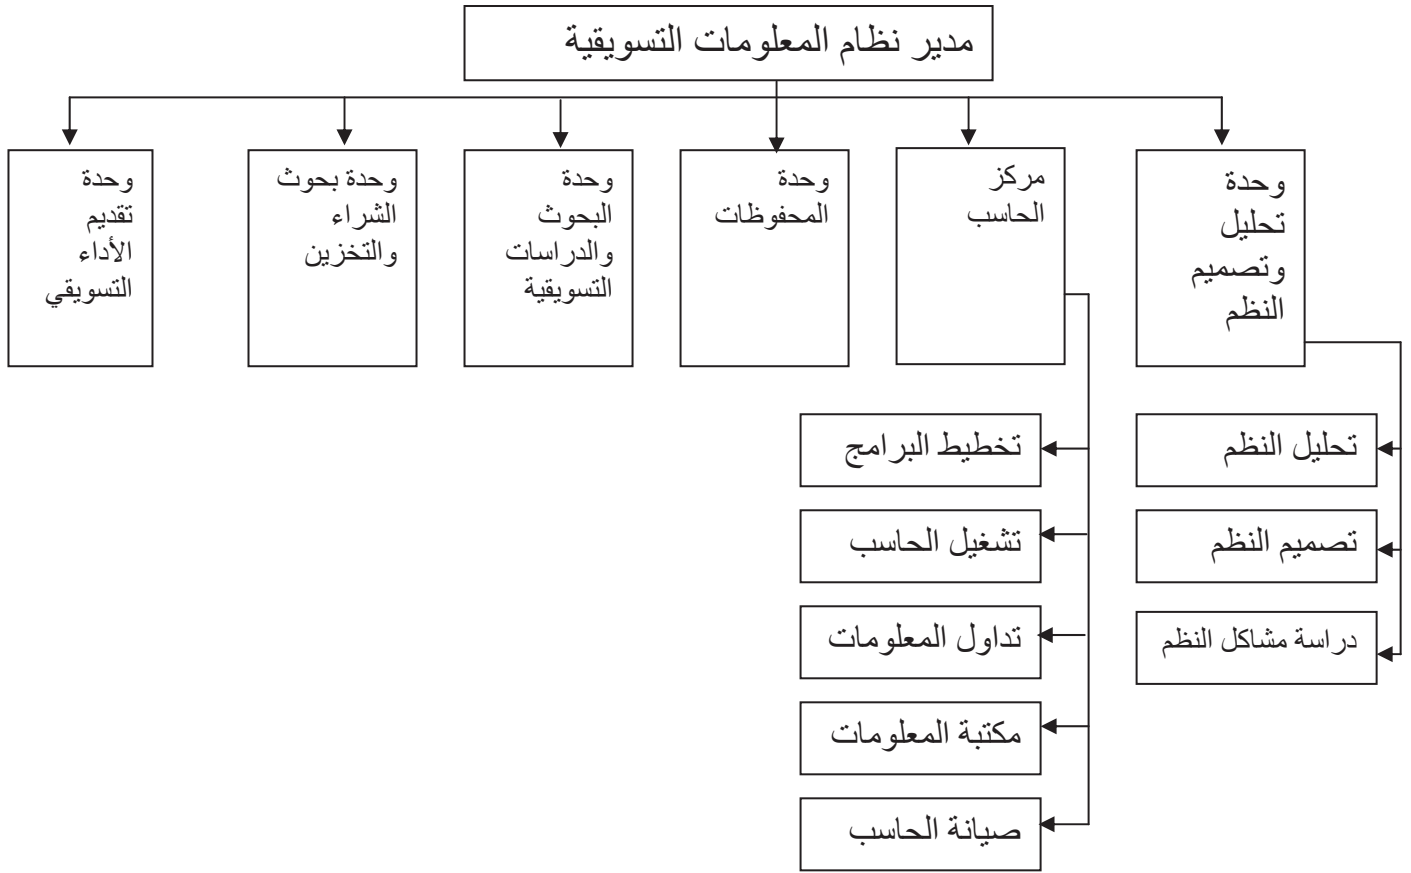 مدير نظام المعلومات التسويقية
وحدة
تحليل
وتصميم
النظم
مركز
الحاسب
وحدة
المحفوظات
وحدة
البحوث
والدراسات
التسويقية
وحدة بحوث
الشراء
والتخزين
وحدة
تقديم
الأداء
التسويقي
تحليل النظم
تصميم النظم
دراسة مشاكل النظم
تخطيط البرامج
تشغيل الحاسب
تداول المعلومات
مكتبة المعلومات
صيانة الحاسب